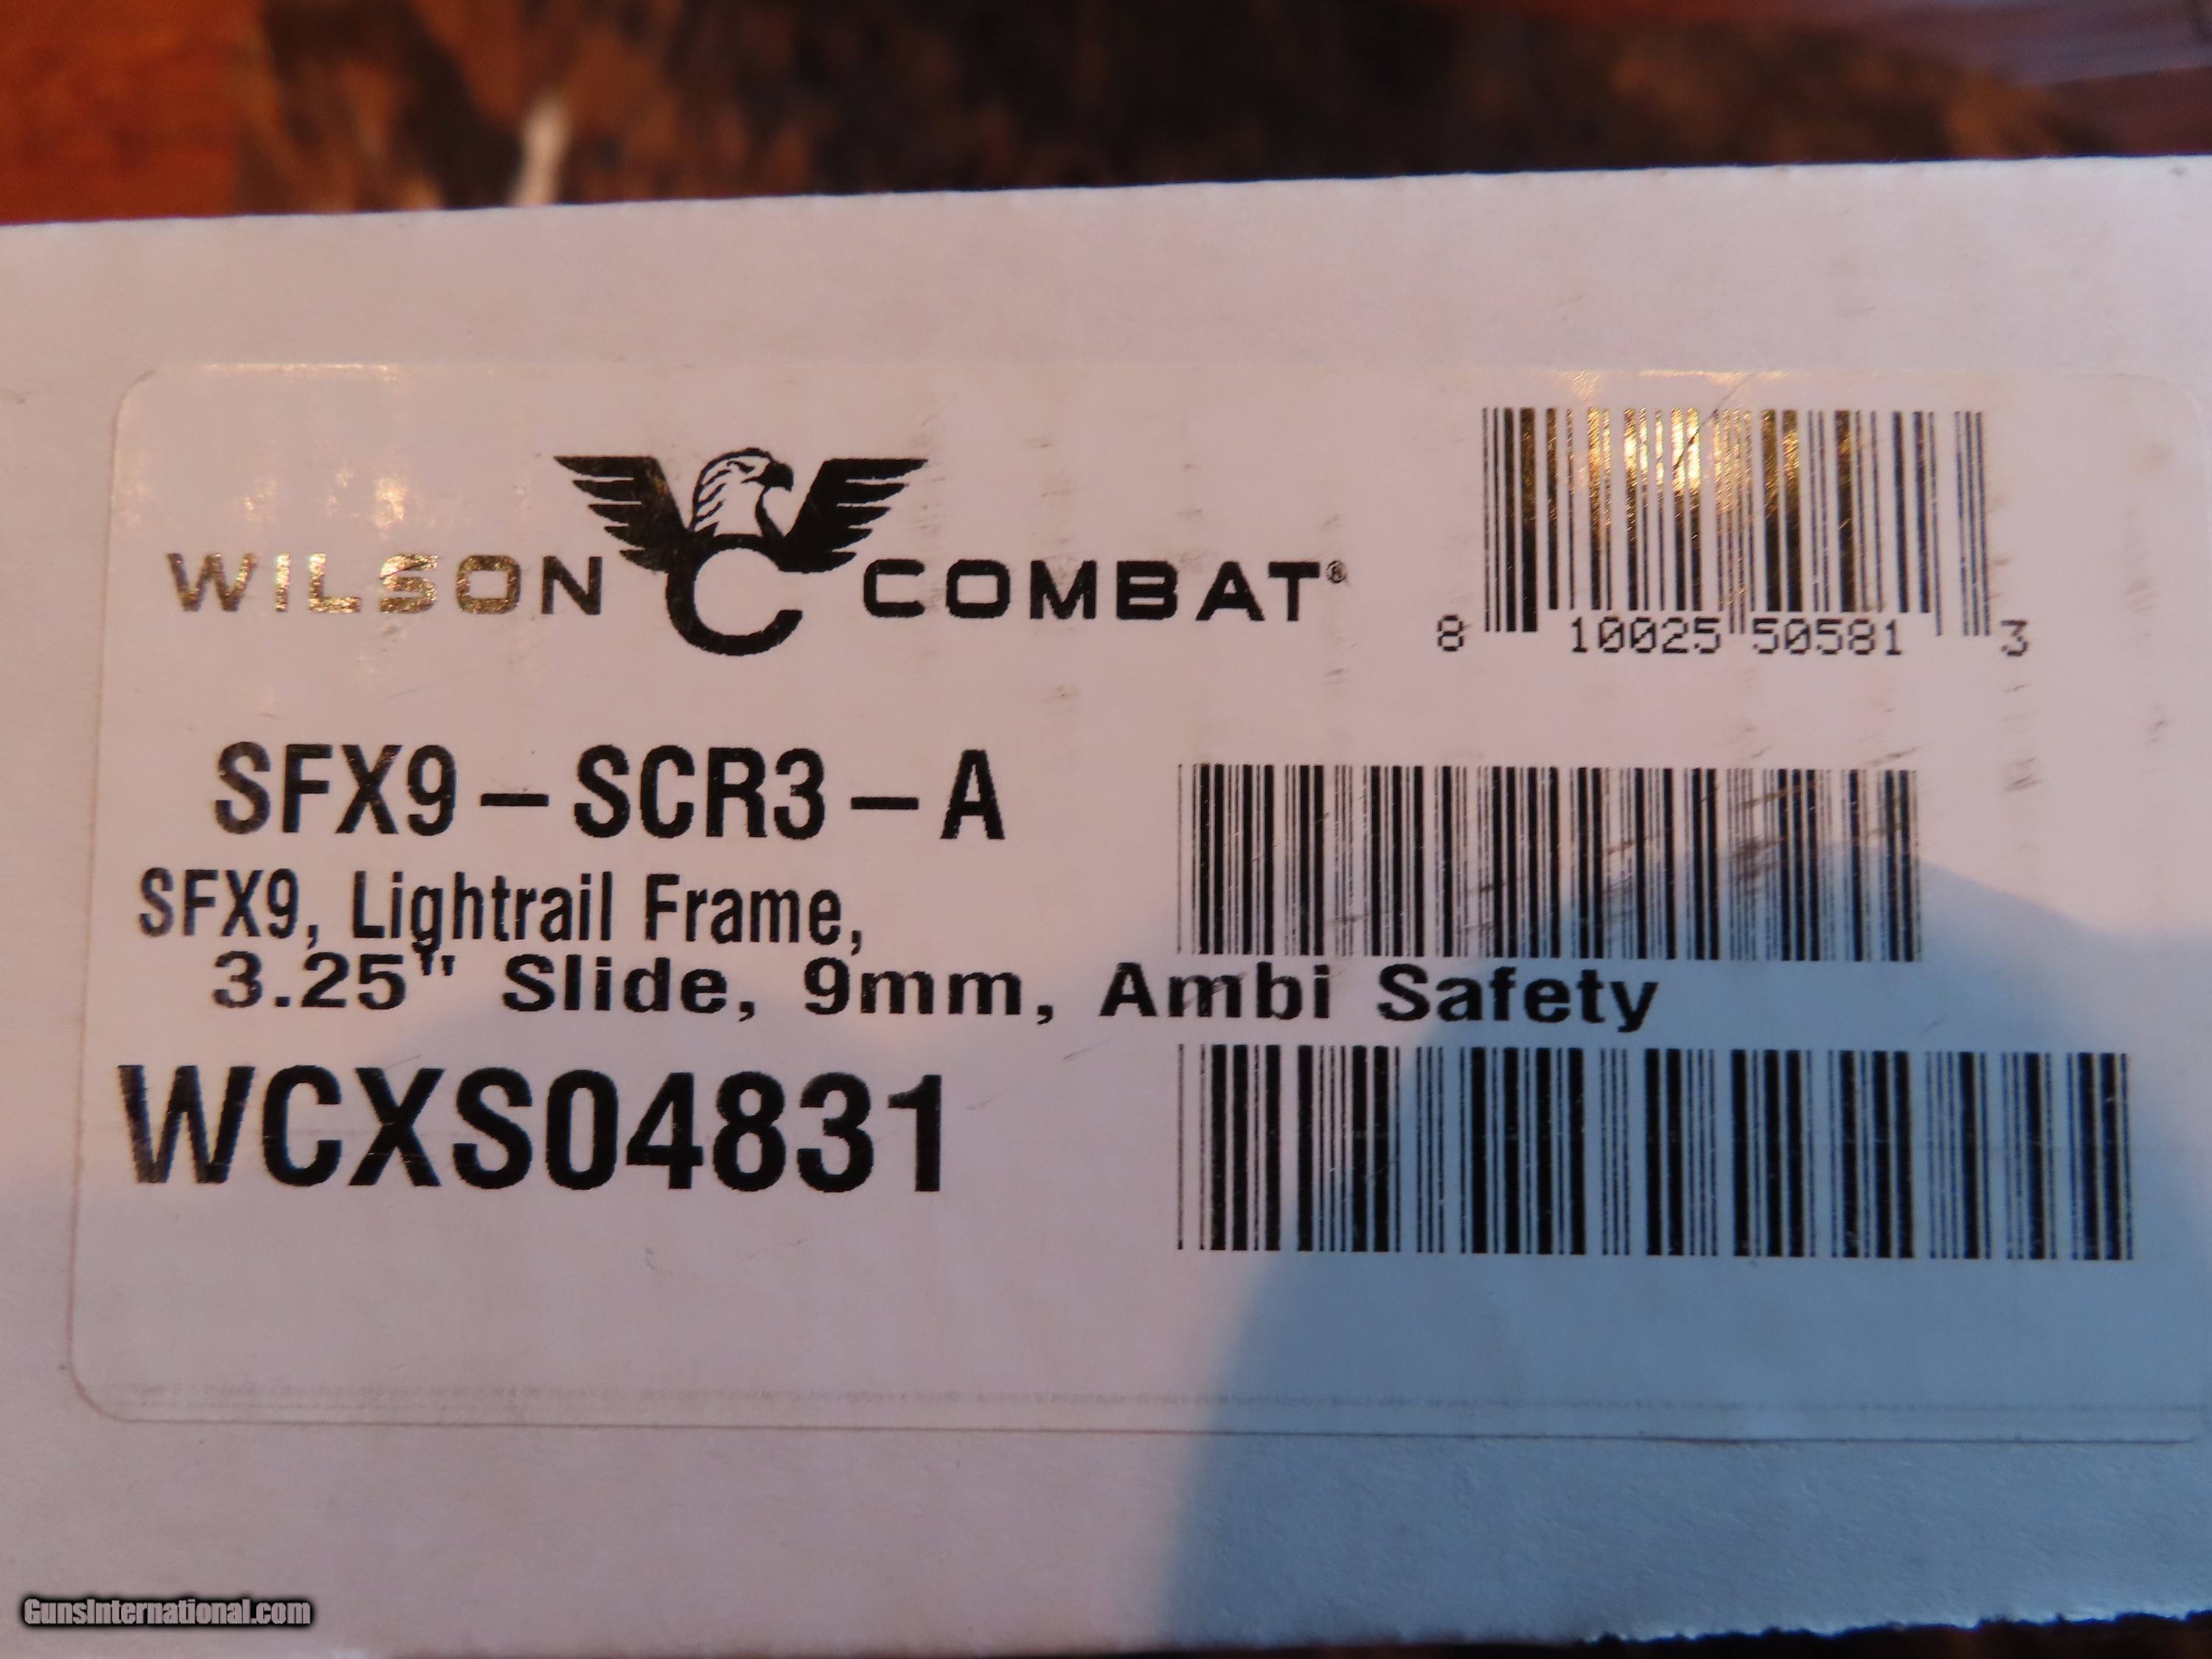 WILSON COMBAT®
8 10025 50581 3
SFX9-SCR3-A
SFX9, Lightrail Frame,
3.25" Slide, 9mm, Ambi Safety
WCXS04831
GunsInternational.com